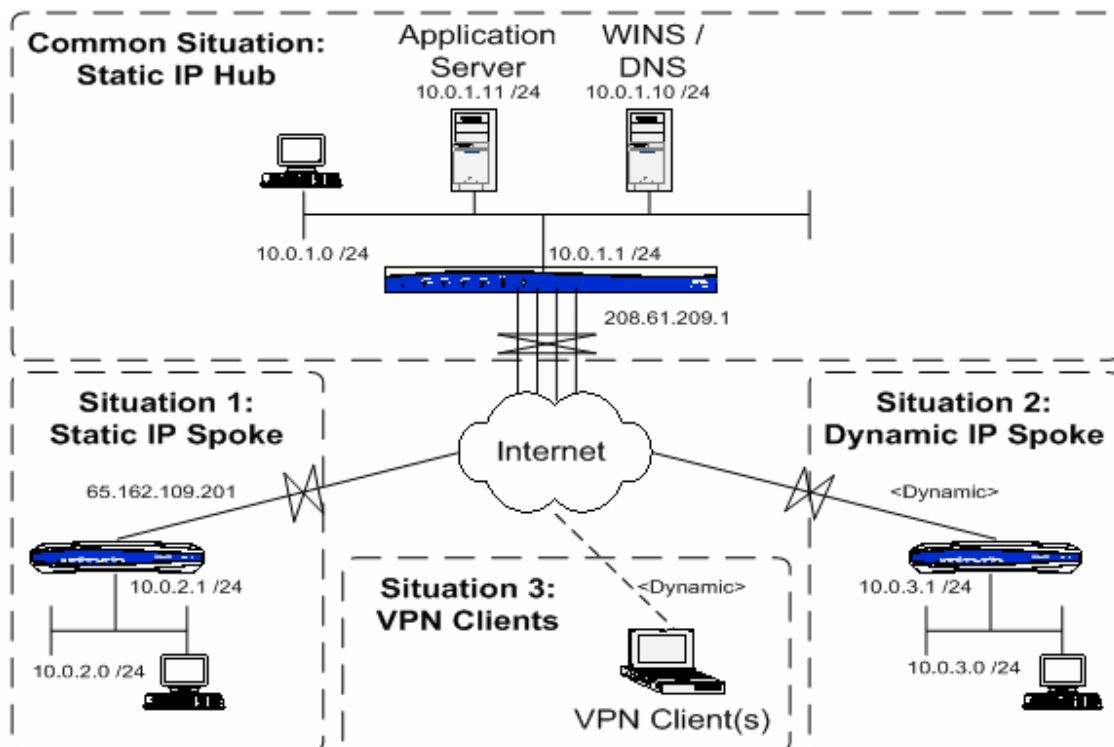 Common Situation:
Static IP Hub
Application
Server
10.0.1.11 /24
WINS /
DNS
10.0.1.10 /24
10.0.1.0 /24
10.0.1.1 /24
208.61.209.1
Situation 1:
Static IP Spoke
65.162.109.201
10.0.2.1 /24
10.0.2.0 /24
Internet
Situation 3:
VPN Clients
<Dynamic>
VPN Client(s)
Situation 2:
Dynamic IP Spoke
<Dynamic>
10.0.3.1 /24
10.0.3.0 /24